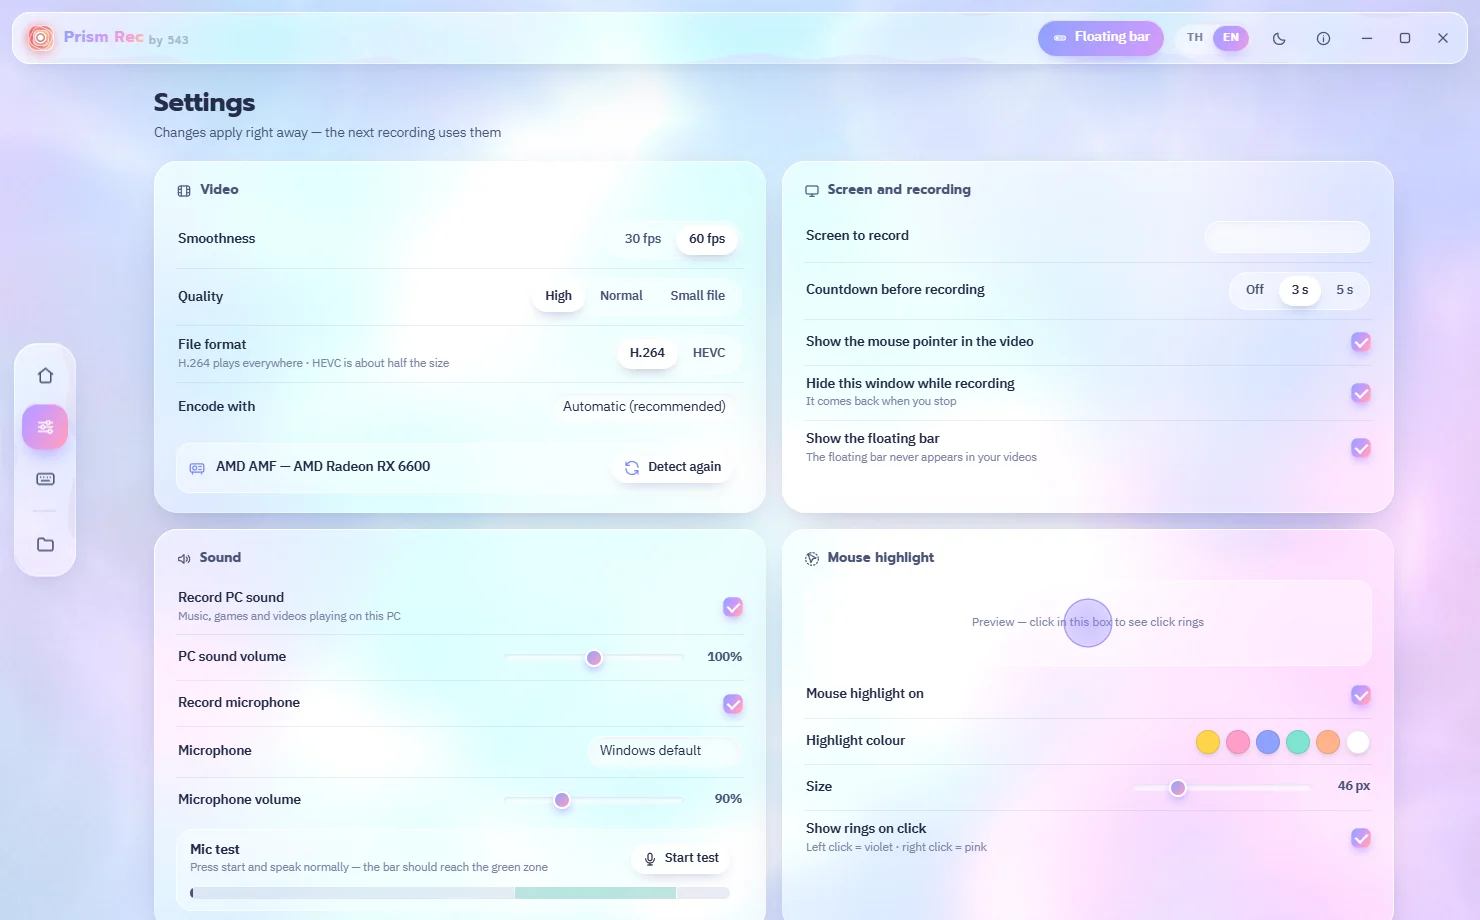 Prism Rec by 543
Floating bar
TH EN
Settings
Changes apply right away — the next recording uses them
Video
Smoothness
30 fps 60 fps
Quality
High Normal Small file
File format
H.264 plays everywhere · HEVC is about half the size
H.264 HEVC
Encode with
Automatic (recommended)
AMD AMF — AMD Radeon RX 6600
Detect again
Screen and recording
Screen to record
Countdown before recording
Off 3 s 5 s
Show the mouse pointer in the video
Hide this window while recording
It comes back when you stop
Show the floating bar
The floating bar never appears in your videos
Sound
Record PC sound
Music, games and videos playing on this PC
PC sound volume
100%
Record microphone
Microphone
Windows default
Microphone volume
90%
Mic test
Press start and speak normally — the bar should reach the green zone
Start test
Mouse highlight
Preview — click in this box to see click rings
Mouse highlight on
Highlight colour
Size
46 px
Show rings on click
Left click = violet · right click = pink